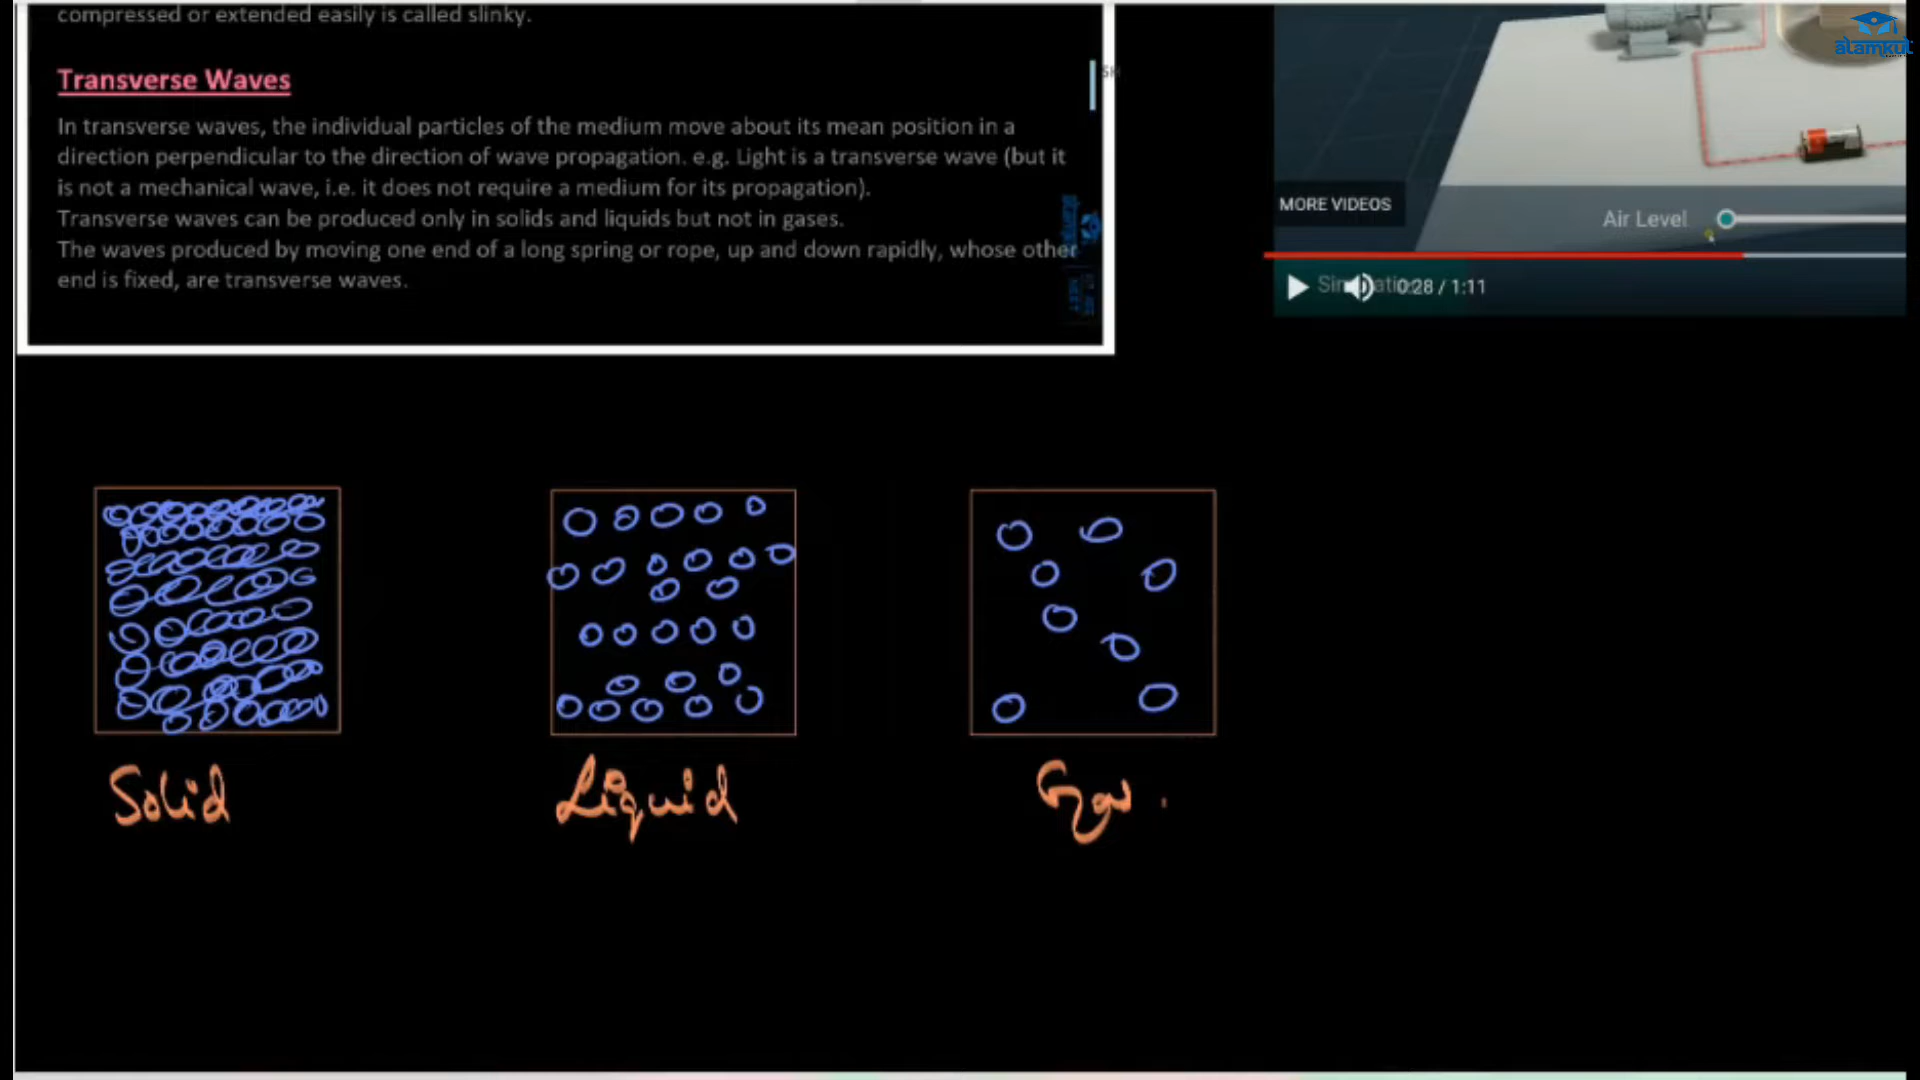 compressed or extended easily is called slinky.
Transverse Waves
In transverse waves, the individual particles of the medium move about its mean position in a
direction perpendicular to the direction of wave propagation. e.g. Light is a transverse wave (but it
is not a mechanical wave, i.e. it does not require a medium for its propagation).
Transverse waves can be produced only in solids and liquids but not in gases.
The waves produced by moving one end of a long spring or rope, up and down rapidly, whose other
end is fixed, are transverse waves.
alamkut
MORE VIDEOS
Air Level
0:28 / 1:11
Solid
Liquid
Gas